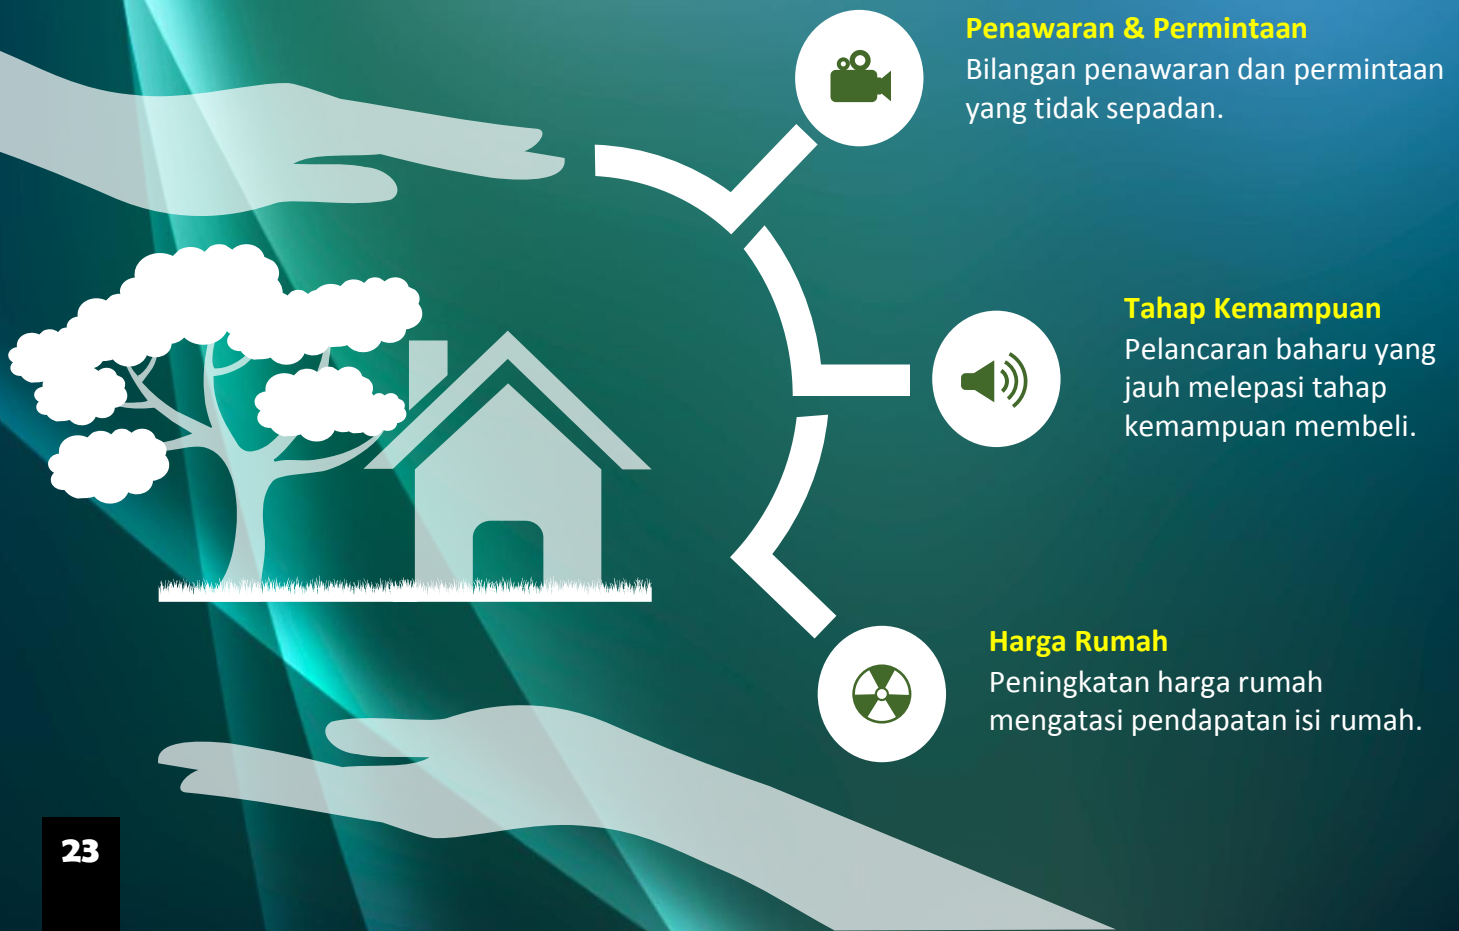 Penawaran & Permintaan
Bilangan penawaran dan permintaan
yang tidak sepadan.
Tahap Kemampuan
Pelancaran baharu yang
jauh melepasi tahap
kemampuan membeli.
Harga Rumah
Peningkatan harga rumah
mengatasi pendapatan isi rumah.
23